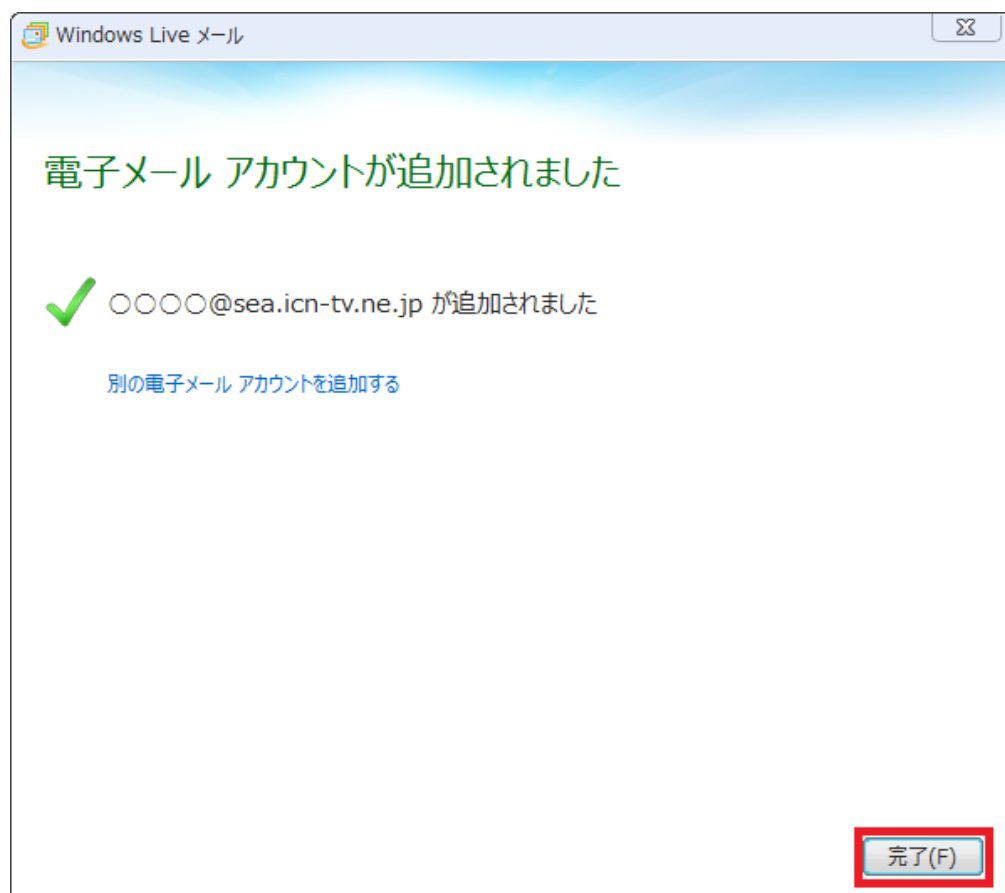 Windows Live メール
電子メール アカウントが追加されました
○○○○@sea.icn-tv.ne.jp が追加されました
別の電子メール アカウントを追加する
完了(F)